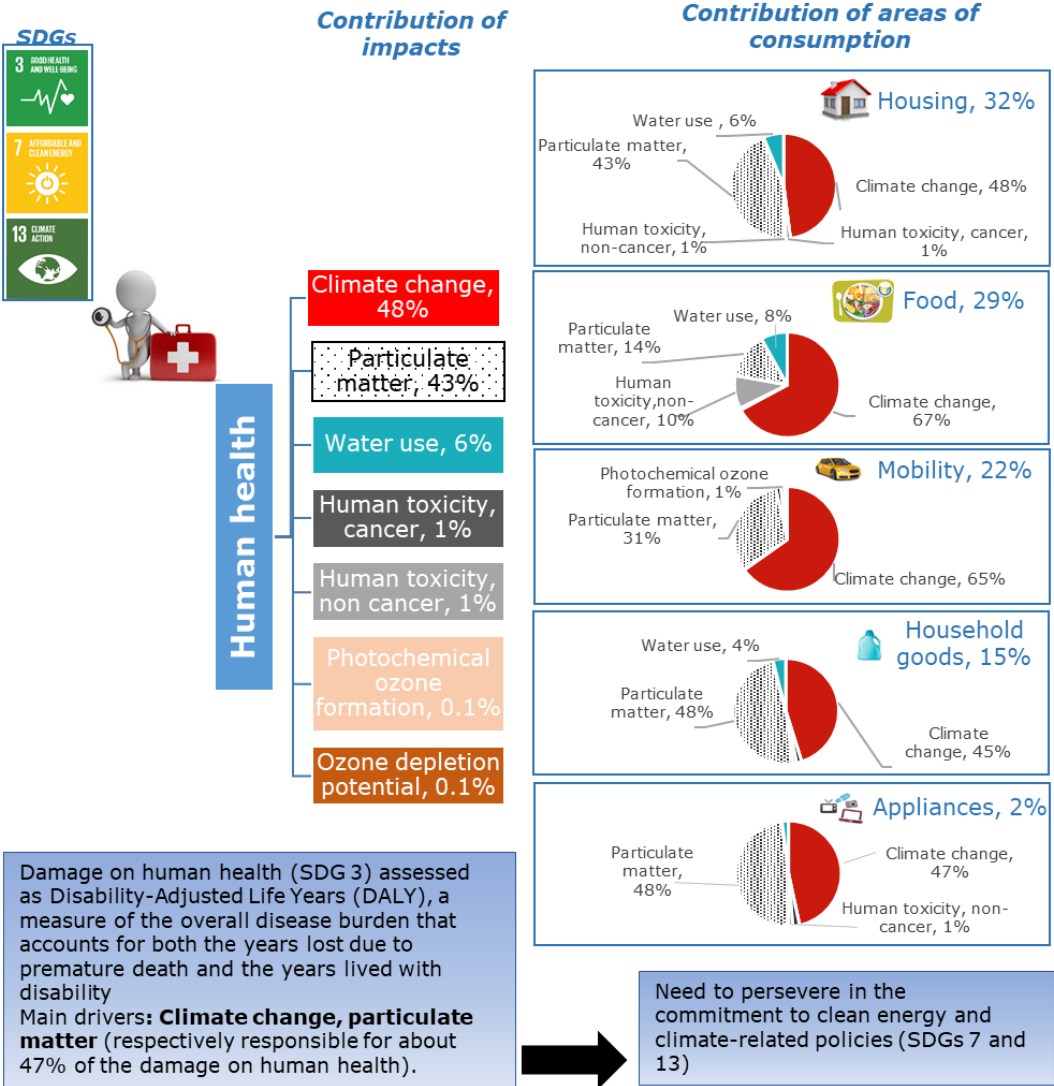 SDGs
3 GOOD HEALTH
AND WELL-BEING
7 AFFORDABLE AND
CLEAN ENERGY
13 CLIMATE
ACTION
Contribution of
impacts
Contribution of areas of
consumption
Human health
Climate change,
48%
Particulate
matter, 43%
Water use, 6%
Human toxicity,
cancer, 1%
Human toxicity,
non cancer, 1%
Photochemical
ozone
formation, 0.1%
Ozone depletion
potential, 0.1%
Housing, 32%
Water use , 6%
Particulate matter,
43%
Climate change, 48%
Human toxicity,
non-cancer, 1%
Human toxicity, cancer,
1%
Food, 29%
Water use, 8%
Particulate
matter, 14%
Human
toxicity,non-
cancer, 10%
Climate change,
67%
Mobility, 22%
Photochemical ozone
formation, 1%
Particulate matter,
31%
Climate change, 65%
Household
goods, 15%
Water use, 4%
Particulate
matter, 48%
Climate
change, 45%
Appliances, 2%
Particulate
matter,
48%
Climate change,
47%
Human toxicity, non-
cancer, 1%
Damage on human health (SDG 3) assessed
as Disability-Adjusted Life Years (DALY), a
measure of the overall disease burden that
accounts for both the years lost due to
premature death and the years lived with
disability
Main drivers: Climate change, particulate
matter (respectively responsible for about
47% of the damage on human health).
Need to persevere in the
commitment to clean energy and
climate-related policies (SDGs 7 and
13)